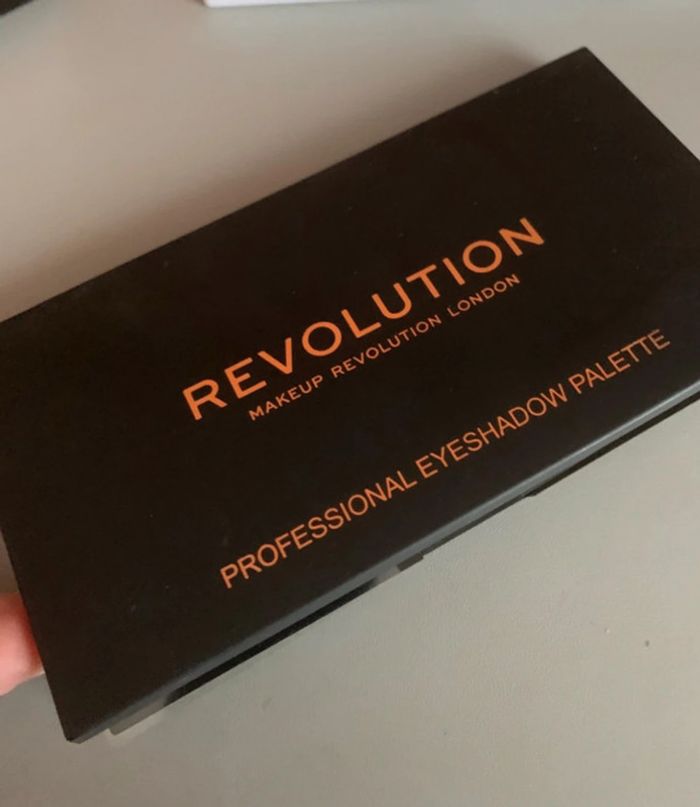 REVOLUTION
MAKEUP REVOLUTION LONDON
PROFESSIONAL EYESHADOW PALETTE